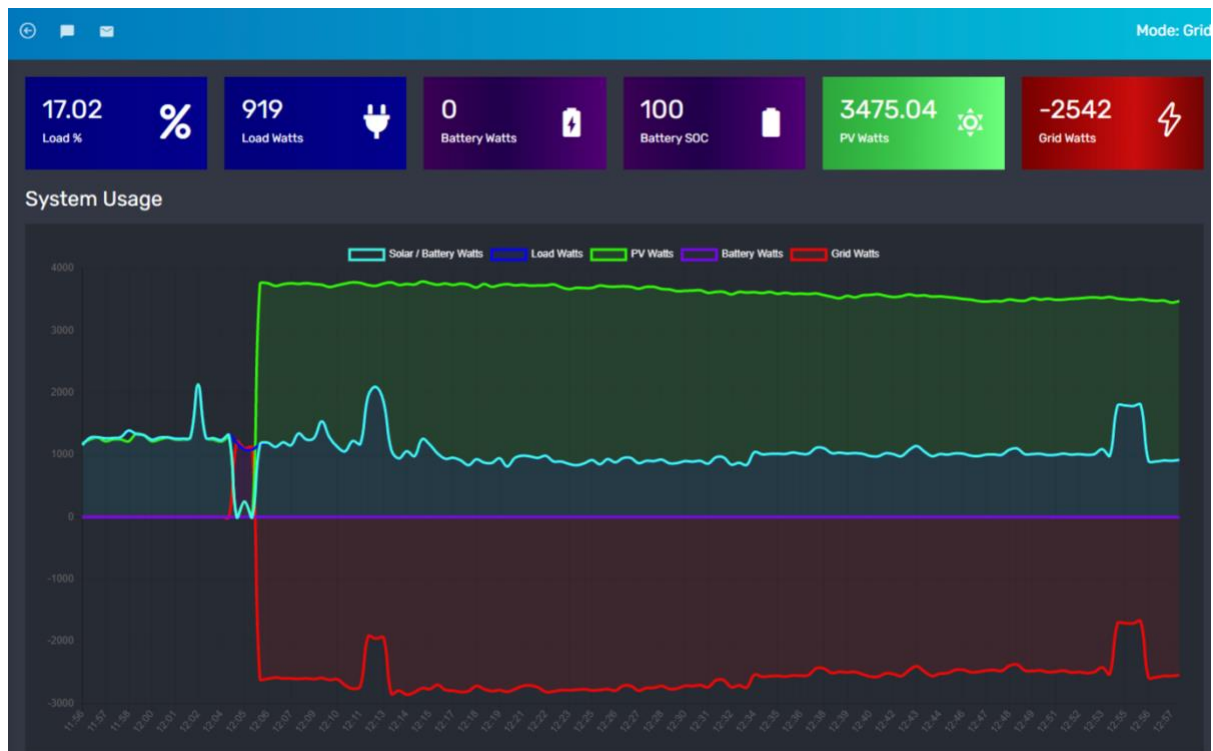 Mode: Grid
17.02
Load %
919
Load Watts
0
Battery Watts
100
Battery SOC
3475.04
PV Watts
-2542
Grid Watts
System Usage
Solar / Battery Watts Load Watts PV Watts Battery Watts Grid Watts
4000
3000
2000
1000
0
-1000
-2000
-3000
11:56 11:57 11:58 12:00 12:01 12:02 12:04 12:05 12:06 12:07 12:09 12:10 12:11 12:13 12:14 12:15 12:17 12:18 12:19 12:21 12:22 12:23 12:25 12:26 12:27 12:28 12:30 12:31 12:32 12:34 12:35 12:36 12:38 12:39 12:40 12:42 12:43 12:44 12:46 12:47 12:48 12:49 12:51 12:52 12:53 12:55 12:56 12:57